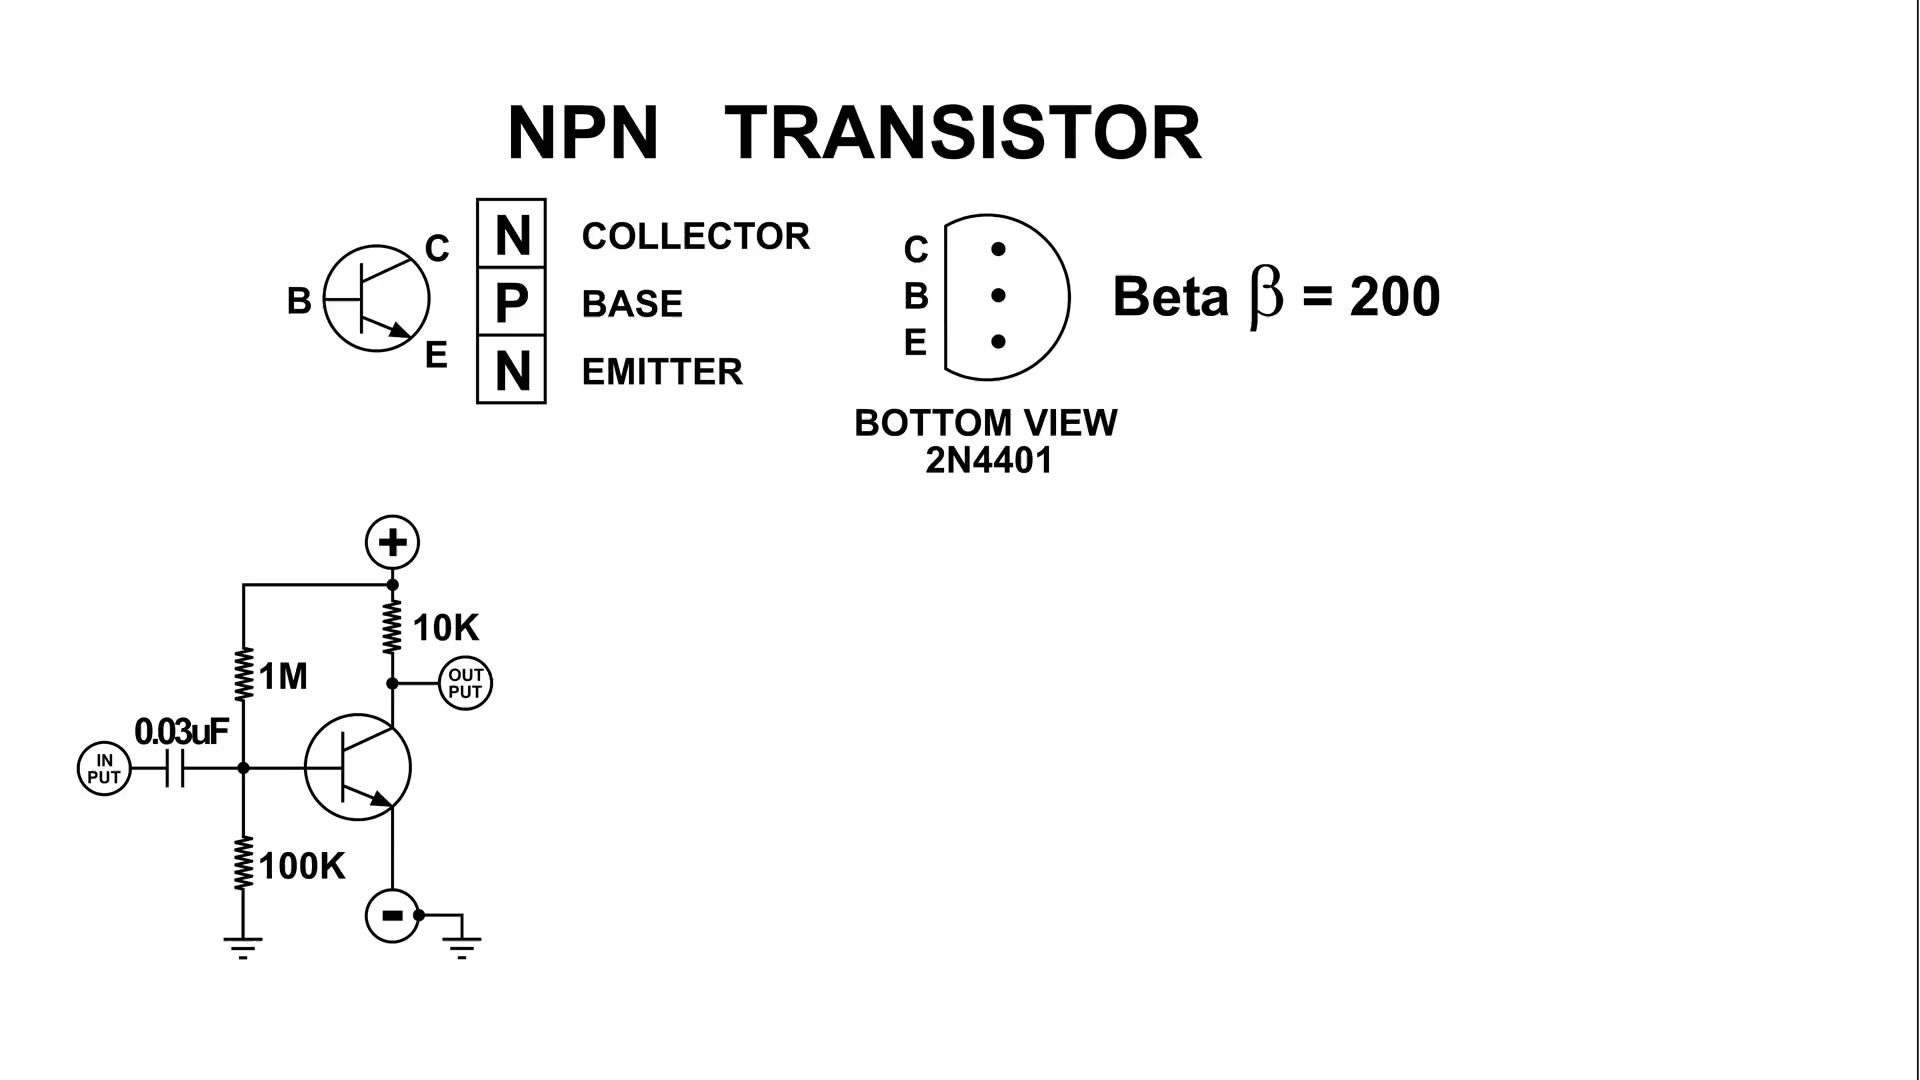 NPN TRANSISTOR
B
C
E
N
P
N
COLLECTOR
BASE
EMITTER
C
B
E
Beta β = 200
BOTTOM VIEW
2N4401
+
10K
OUT
PUT
1M
0.03uF
IN
PUT
100K
-